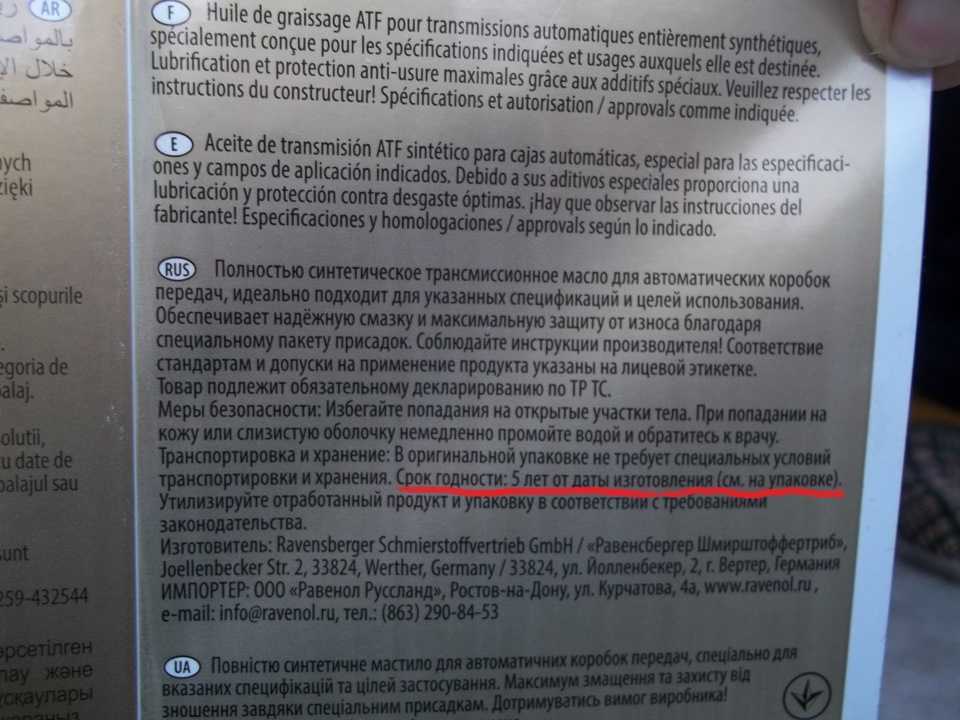 AR
F Huile de graissage ATF pour transmissions automatiques entièrement synthétiques,
spécialement conçue pour les spécifications indiquées et usages auxquels elle est destinée.
Lubrification et protection anti-usure maximales grâce aux additifs spéciaux. Veuillez respecter les
instructions du constructeur! Spécifications et autorisation / approvals comme indiquée.
E Aceite de transmisión ATF sintético para cajas automáticas, especial para las especificaci-
ones y campos de aplicación indicados. Debido a sus aditivos especiales proporciona una
lubricación y protección contra desgaste óptimas. ¡Hay que observar las instrucciones del
fabricante! Especificaciones y homologaciones / approvals según lo indicado.
RUS Полностью синтетическое трансмиссионное масло для автоматических коробок
передач, идеально подходит для указанных спецификаций и целей использования.
Обеспечивает надёжную смазку и максимальную защиту от износа благодаря
специальному пакету присадок. Соблюдайте инструкции производителя! Соответствие
стандартам и допуски на применение продукта указаны на лицевой этикетке.
Товар подлежит обязательному декларированию по ТР ТС.
Меры безопасности: Избегайте попадания на открытые участки тела. При попадании на
кожу или слизистую оболочку немедленно промойте водой и обратитесь к врачу.
Транспортировка и хранение: В оригинальной упаковке не требует специальных условий
транспортировки и хранения. Срок годности: 5 лет от даты изготовления (см. на упаковке).
Утилизируйте отработанный продукт и упаковку в соответствии с требованиями
законодательства.
Изготовитель: Ravensberger Schmierstoffvertrieb GmbH / «Равенсбергер Шмирштоффертриб»,
Joellenbecker Str. 2, 33824, Werther, Germany / 33824, ул. Йолленбекер, 2, г. Вертер, Германия
ИМПОРТЕР: ООО «Равенол Руссланд», Ростов-на-Дону, ул. Курчатова, 4а, www.ravenol.ru ,
e-mail: info@ravenol.ru, тел.: (863) 290-84-53
UA Повністю синтетичне мастило для автоматичних коробок передач, спеціально для
вказаних специфікацій та цілей застосування. Максимум змащення та захисту від
зношення завдяки спеціальним присадкам. Дотримуватись вимог виробника!
și scopurile
de
date de
sau
259-432544
және